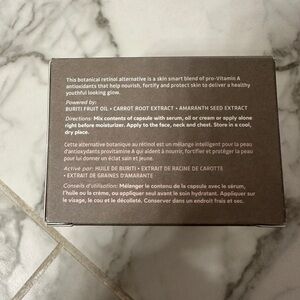 This botanical retinol alternative is a skin smart blend of pro-Vitamin A
antioxidants that help nourish, fortify and protect skin to deliver a healthy
youthful looking glow.
Powered by:
BURITI FRUIT OIL • CARROT ROOT EXTRACT • AMARANTH SEED EXTRACT
Directions: Mix contents of capsule with serum, oil or cream or apply alone
right before moisturizer. Apply to the face, neck and chest. Store in a cool,
dry place.
Cette alternative botanique au rétinol est un mélange intelligent pour la peau
d'antioxydants provitamine A qui aident à nourrir, fortifier et protéger la peau
pour lui donner un éclat sain et jeune.
Activé par: HUILE DE BURITI • EXTRAIT DE RACINE DE CAROTTE
• EXTRAIT DE GRAINES D'AMARANTE
Conseils d'utilisation: Mélanger le contenu de la capsule avec le sérum,
l'huile ou la crème, ou appliquer seul avant le soin hydratant. Appliquer sur
le visage, le cou et le décolleté. Conserver dans un endroit frais et sec.